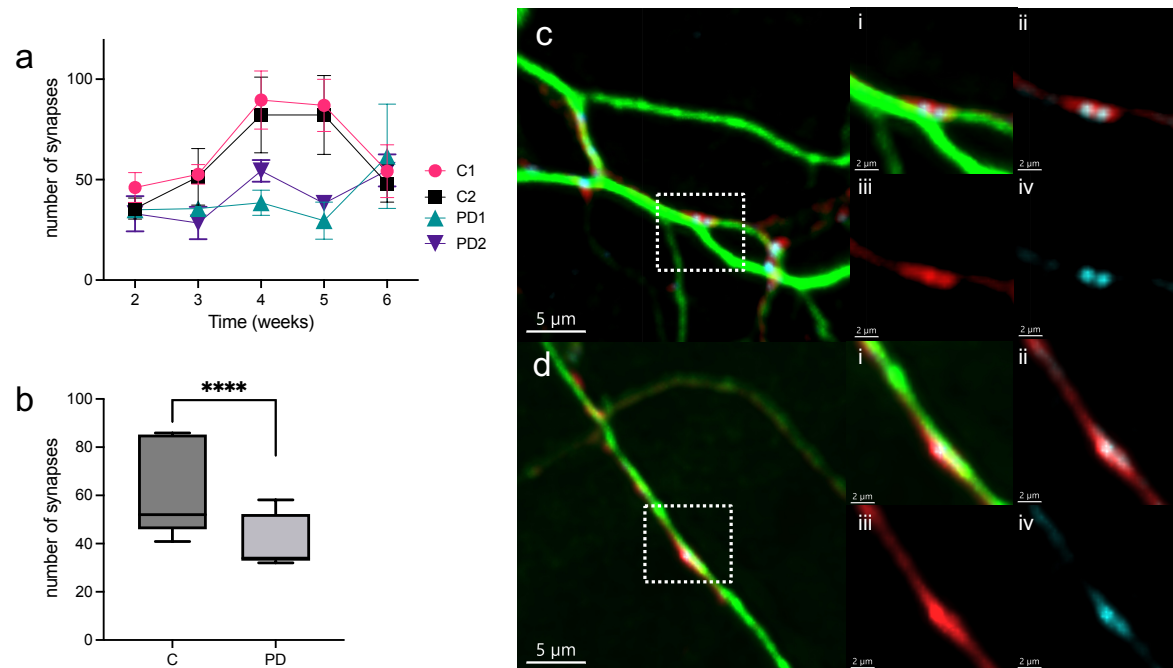 a
number of synapses
100
50
0
2 3 4 5 6
Time (weeks)
C1
C2
PD1
PD2
b
number of synapses
****
100
80
60
40
20
0
C PD
c
5 µm
i
2 µm
ii
2 µm
iii
2 µm
iv
2 µm
d
5 µm
i
2 µm
ii
2 µm
iii
2 µm
iv
2 µm